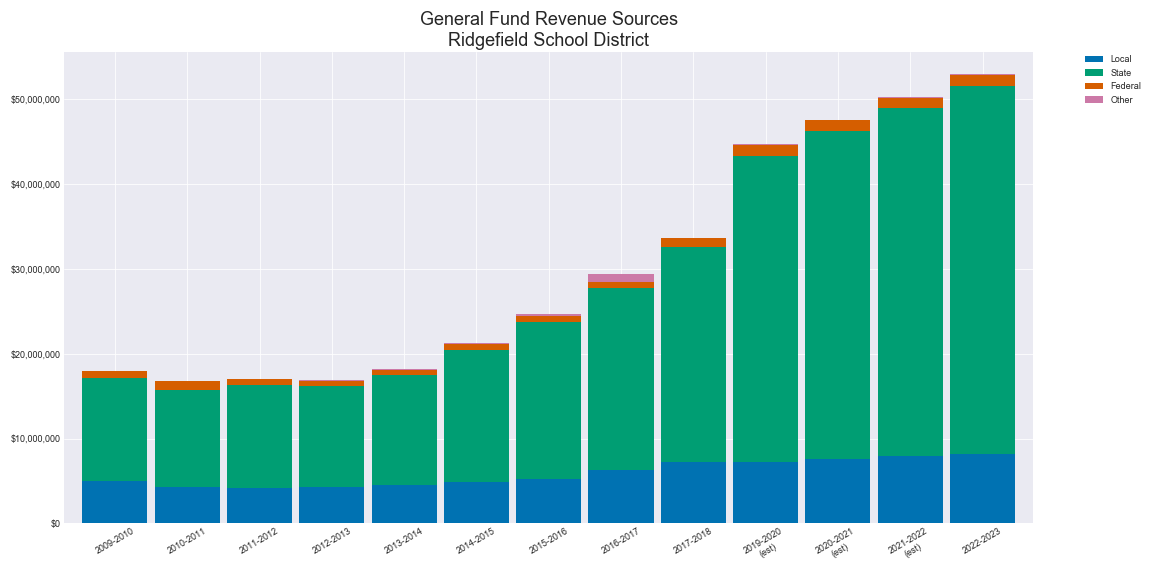 General Fund Revenue Sources
Ridgefield School District
Local
State
Federal
Other
$50,000,000
$40,000,000
$30,000,000
$20,000,000
$10,000,000
$0
2009-2010
2010-2011
2011-2012
2012-2013
2013-2014
2014-2015
2015-2016
2016-2017
2017-2018
2019-2020
(est)
2020-2021
(est)
2021-2022
(est)
2022-2023